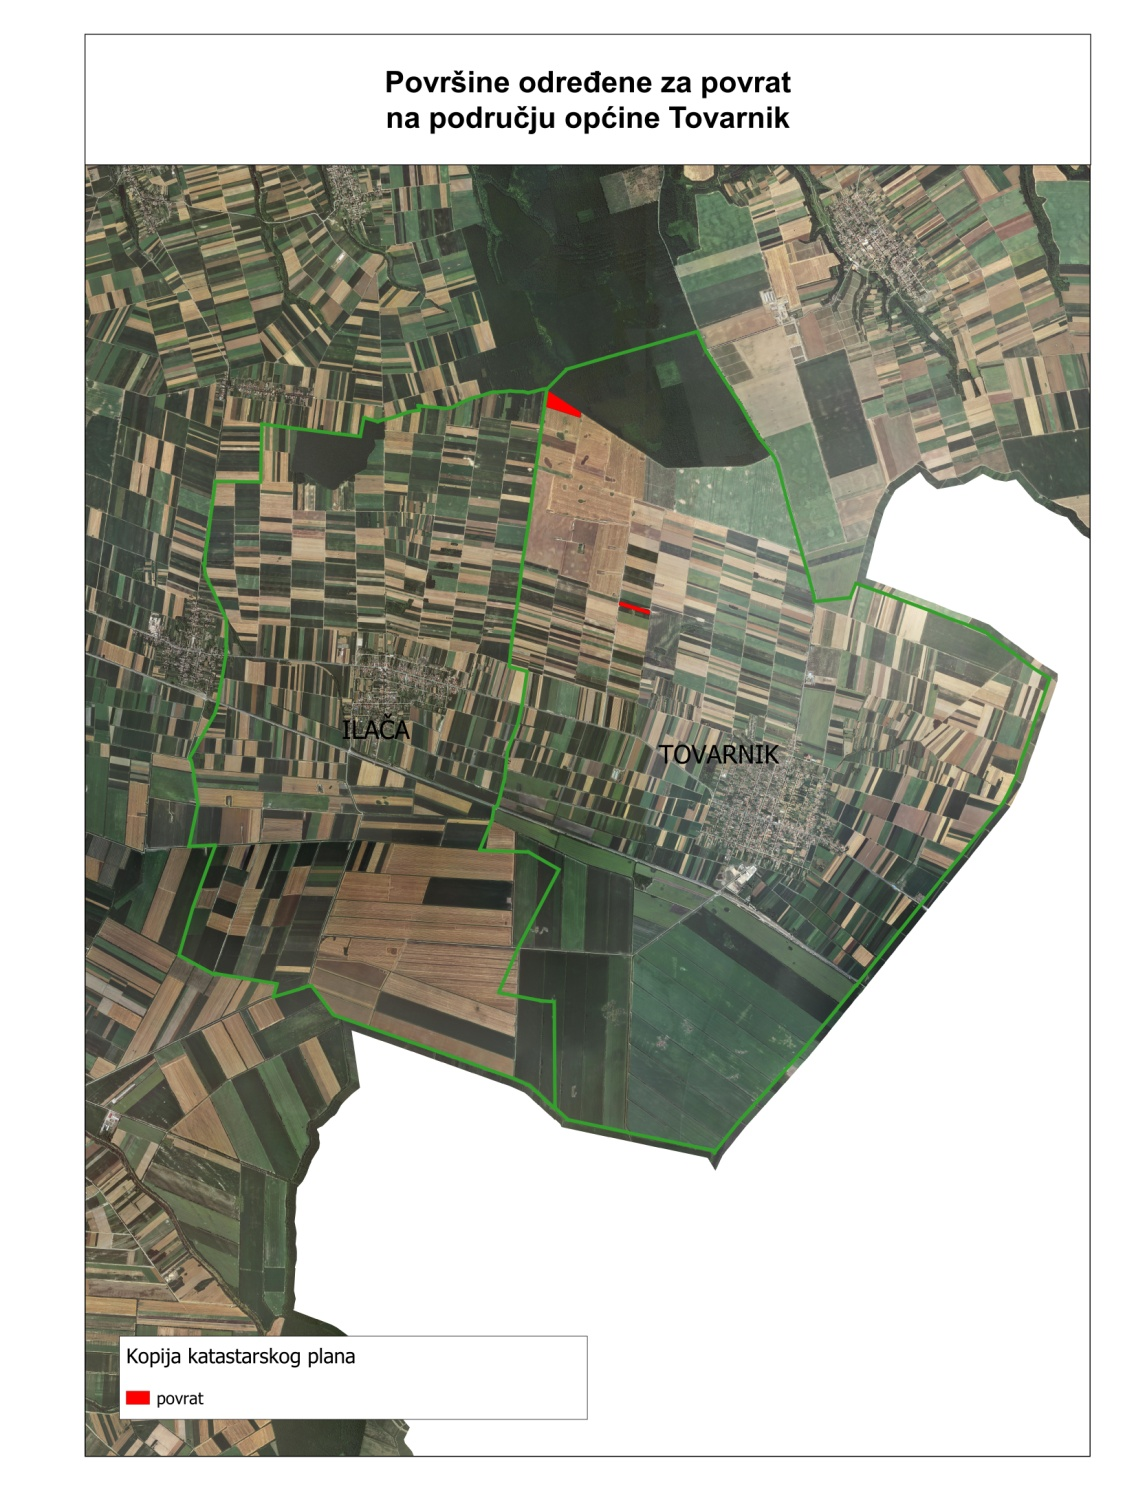 Površine određene za povrat
na području općine Tovarnik
ILAČA
TOVARNIK
Kopija katastarskog plana
povrat